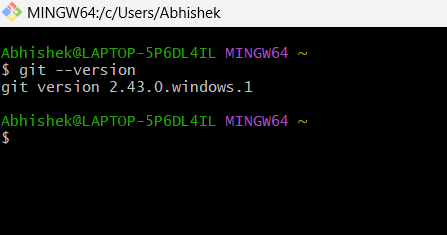 MINGW64:/c/Users/Abhishek
Abhishek@LAPTOP-5P6DL4IL MINGW64 ~
$ git --version
git version 2.43.0.windows.1
Abhishek@LAPTOP-5P6DL4IL MINGW64 ~
$